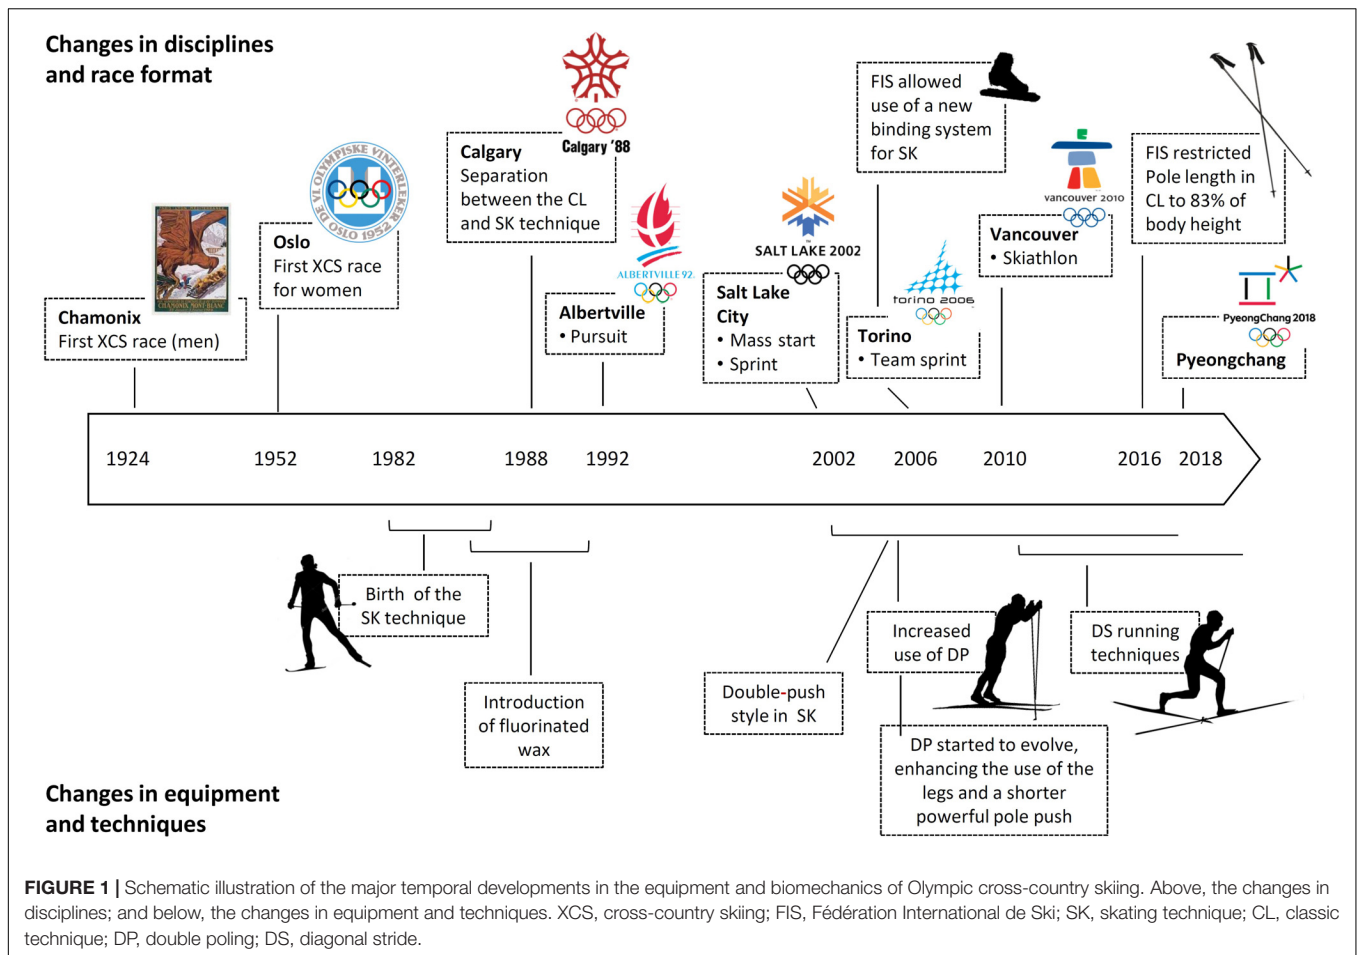 Changes in disciplines
and race format
Chamonix
First XCS race (men)
CHAMONIX MONT-BLANC
DE VI OLYMPISKE VINTERLEKER
OSLO 1952
Oslo
First XCS race
for women
Calgary '88
Calgary
Separation
between the CL
and SK technique
ALBERTVILLE 92
Albertville
• Pursuit
SALT LAKE 2002
Salt Lake
City
• Mass start
• Sprint
FIS allowed
use of a new
binding system
for SK
torino 2006
Torino
• Team sprint
vancouver 2010
Vancouver
• Skiathlon
FIS restricted
Pole length in
CL to 83% of
body height
PyeongChang 2018
Pyeongchang
1924 1952 1982 1988 1992 2002 2006 2010 2016 2018
Birth of the
SK technique
Introduction
of fluorinated
wax
Double-push
style in SK
Increased
use of DP
DP started to evolve,
enhancing the use of the
legs and a shorter
powerful pole push
DS running
techniques
Changes in equipment
and techniques
FIGURE 1 | Schematic illustration of the major temporal developments in the equipment and biomechanics of Olympic cross-country skiing. Above, the changes in
disciplines; and below, the changes in equipment and techniques. XCS, cross-country skiing; FIS, Fédération International de Ski; SK, skating technique; CL, classic
technique; DP, double poling; DS, diagonal stride.